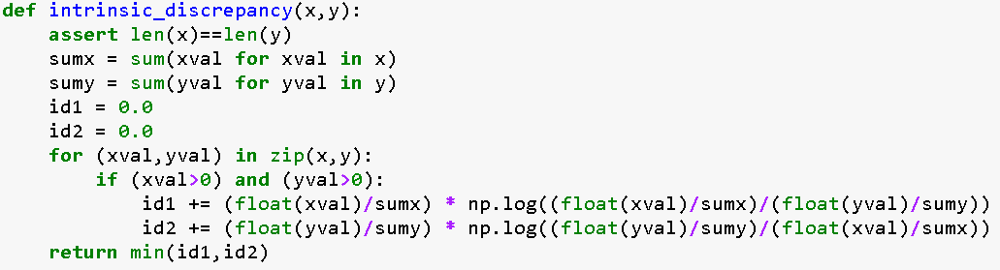 def intrinsic_discrepancy(x,y):
    assert len(x)==len(y)
    sumx = sum(xval for xval in x)
    sumy = sum(yval for yval in y)
    id1 = 0.0
    id2 = 0.0
    for (xval,yval) in zip(x,y):
        if (xval>0) and (yval>0):
            id1 += (float(xval)/sumx) * np.log((float(xval)/sumx)/(float(yval)/sumy))
            id2 += (float(yval)/sumy) * np.log((float(yval)/sumy)/(float(xval)/sumx))
    return min(id1,id2)